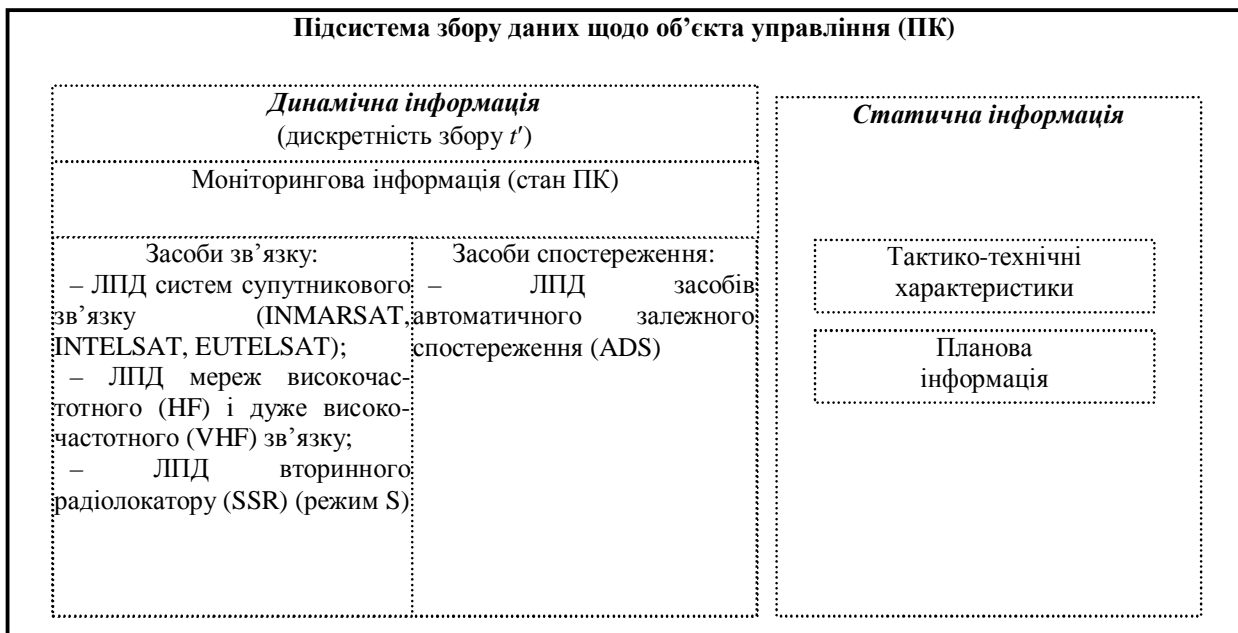 Підсистема збору даних щодо об’єкта управління (ПК)
Динамічна інформація
(дискретність збору t′)
Моніторингова інформація (стан ПК)
Засоби зв’язку:
– ЛПД систем супутникового
зв’язку (INMARSAT,
INTELSAT, EUTELSAT);
– ЛПД мереж високочас-
тотного (HF) і дуже високо-
частотного (VHF) зв’язку;
– ЛПД вторинного
радіолокатору (SSR) (режим S)
Засоби спостереження:
– ЛПД засобів
автоматичного залежного
спостереження (ADS)
Статична інформація
Тактико-технічні
характеристики
Планова
інформація